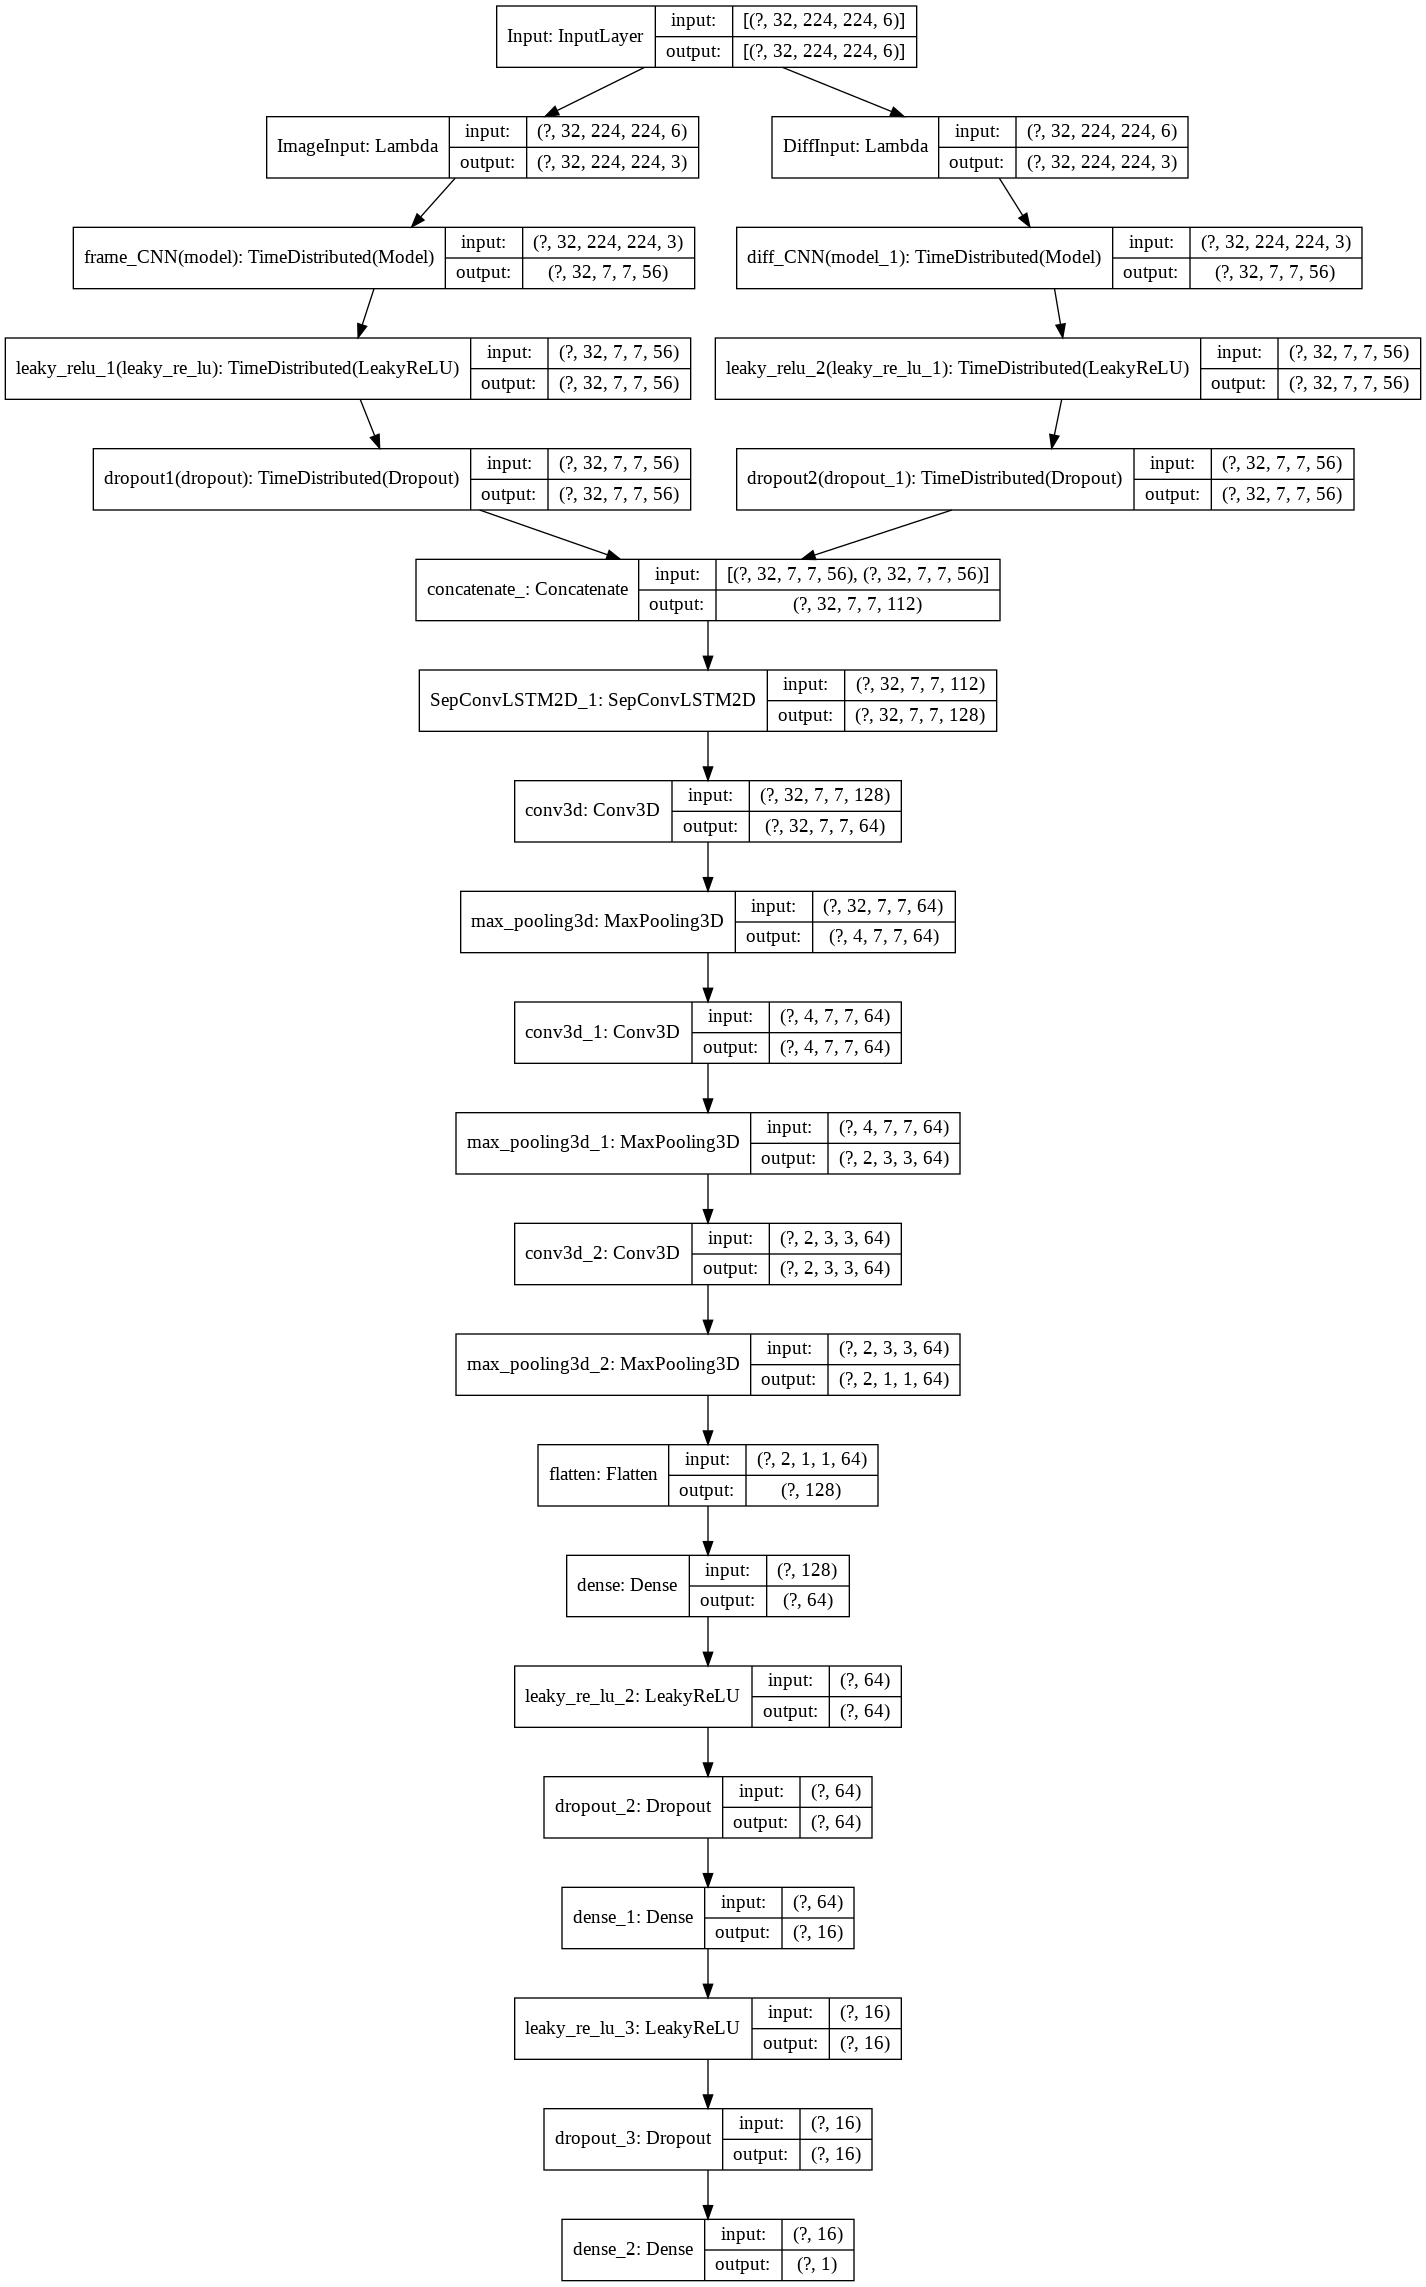 Input: InputLayer
input:
[(?, 32, 224, 224, 6)]
output:
[(?, 32, 224, 224, 6)]
ImageInput: Lambda
input:
(?, 32, 224, 224, 6)
output:
(?, 32, 224, 224, 3)
DiffInput: Lambda
input:
(?, 32, 224, 224, 6)
output:
(?, 32, 224, 224, 3)
frame_CNN(model): TimeDistributed(Model)
input:
(?, 32, 224, 224, 3)
output:
(?, 32, 7, 7, 56)
diff_CNN(model_1): TimeDistributed(Model)
input:
(?, 32, 224, 224, 3)
output:
(?, 32, 7, 7, 56)
leaky_relu_1(leaky_re_lu): TimeDistributed(LeakyReLU)
input:
(?, 32, 7, 7, 56)
output:
(?, 32, 7, 7, 56)
leaky_relu_2(leaky_re_lu_1): TimeDistributed(LeakyReLU)
input:
(?, 32, 7, 7, 56)
output:
(?, 32, 7, 7, 56)
dropout1(dropout): TimeDistributed(Dropout)
input:
(?, 32, 7, 7, 56)
output:
(?, 32, 7, 7, 56)
dropout2(dropout_1): TimeDistributed(Dropout)
input:
(?, 32, 7, 7, 56)
output:
(?, 32, 7, 7, 56)
concatenate_: Concatenate
input:
[(?, 32, 7, 7, 56), (?, 32, 7, 7, 56)]
output:
(?, 32, 7, 7, 112)
SepConvLSTM2D_1: SepConvLSTM2D
input:
(?, 32, 7, 7, 112)
output:
(?, 32, 7, 7, 128)
conv3d: Conv3D
input:
(?, 32, 7, 7, 128)
output:
(?, 32, 7, 7, 64)
max_pooling3d: MaxPooling3D
input:
(?, 32, 7, 7, 64)
output:
(?, 4, 7, 7, 64)
conv3d_1: Conv3D
input:
(?, 4, 7, 7, 64)
output:
(?, 4, 7, 7, 64)
max_pooling3d_1: MaxPooling3D
input:
(?, 4, 7, 7, 64)
output:
(?, 2, 3, 3, 64)
conv3d_2: Conv3D
input:
(?, 2, 3, 3, 64)
output:
(?, 2, 3, 3, 64)
max_pooling3d_2: MaxPooling3D
input:
(?, 2, 3, 3, 64)
output:
(?, 2, 1, 1, 64)
flatten: Flatten
input:
(?, 2, 1, 1, 64)
output:
(?, 128)
dense: Dense
input:
(?, 128)
output:
(?, 64)
leaky_re_lu_2: LeakyReLU
input:
(?, 64)
output:
(?, 64)
dropout_2: Dropout
input:
(?, 64)
output:
(?, 64)
dense_1: Dense
input:
(?, 64)
output:
(?, 16)
leaky_re_lu_3: LeakyReLU
input:
(?, 16)
output:
(?, 16)
dropout_3: Dropout
input:
(?, 16)
output:
(?, 16)
dense_2: Dense
input:
(?, 16)
output:
(?, 1)